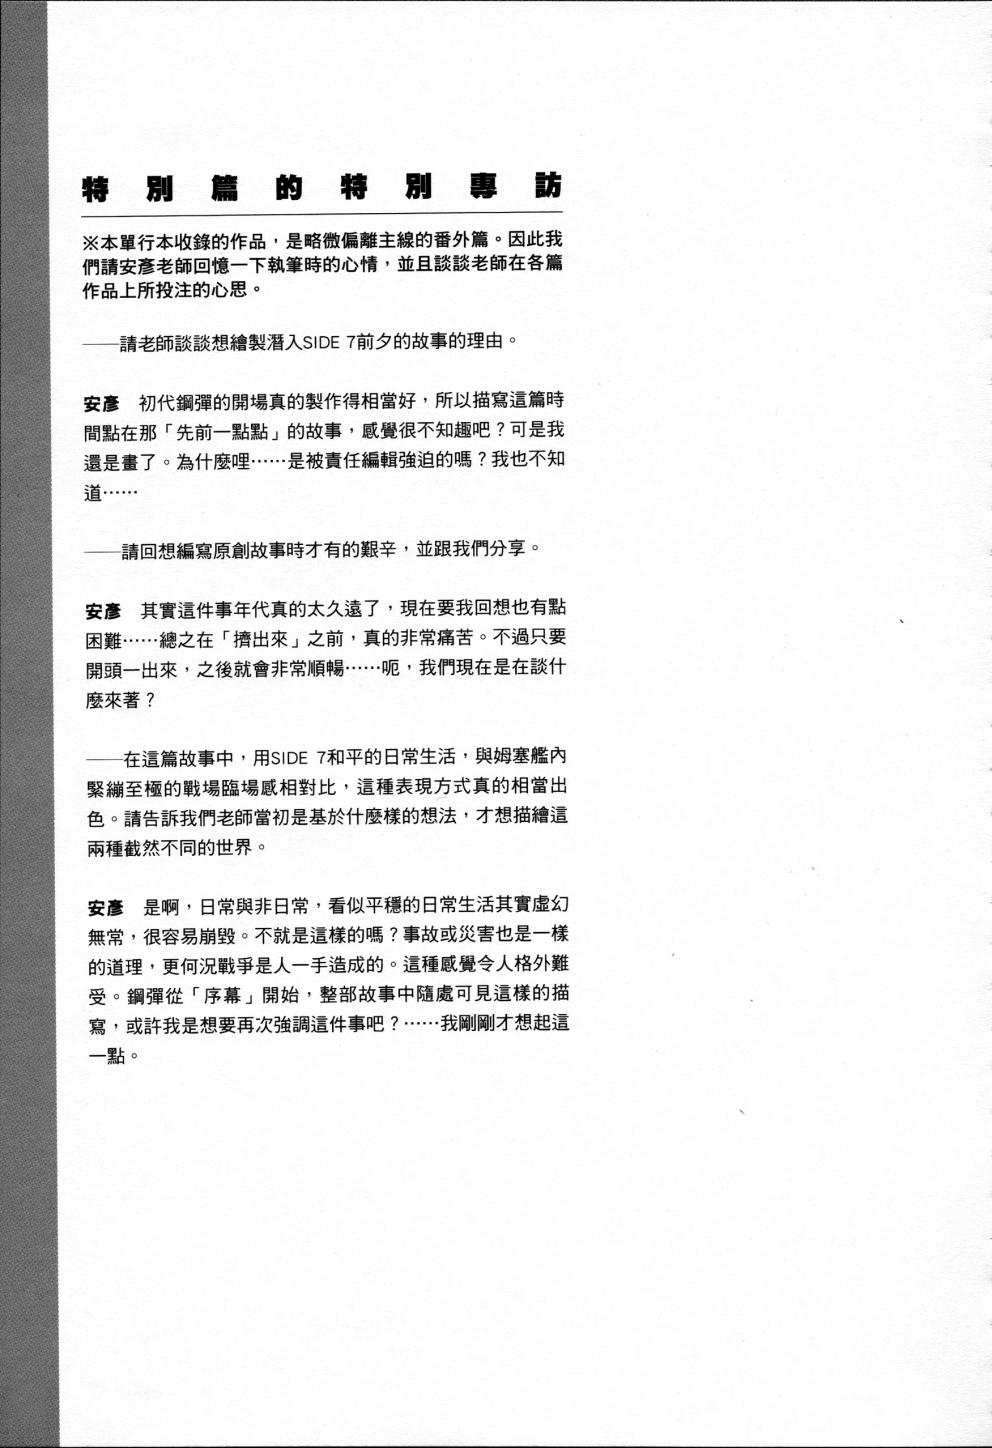 特別篇的特別專訪
※本單行本收錄的作品，是略微偏離主線的番外篇。因此我
們請安彥老師回憶一下執筆時的心情，並且談談老師在各篇
作品上所投注的心思。
——請老師談談想繪製潛入SIDE 7前夕的故事的理由。
安彥　初代鋼彈的開場真的製作得相當好，所以描寫這篇時
間點在那「先前一點點」的故事，感覺很不知趣吧？可是我
還是畫了。為什麼哩⋯⋯是被責任編輯強迫的嗎？我也不知
道⋯⋯
——請回想編寫原創故事時才有的艱辛，並跟我們分享。
安彥　其實這件事年代真的太久遠了，現在要我回想也有點
困難⋯⋯總之在「擠出來」之前，真的非常痛苦。不過只要
開頭一出來，之後就會非常順暢⋯⋯呃，我們現在是在談什
麼來著？
——在這篇故事中，用SIDE 7和平的日常生活，與姆塞艦內
緊繃至極的戰場臨場感相對比，這種表現方式真的相當出
色。請告訴我們老師當初是基於什麼樣的想法，才想描繪這
兩種截然不同的世界。
安彥　是啊，日常與非日常，看似平穩的日常生活其實虛幻
無常，很容易崩毀。不就是這樣的嗎？事故或災害也是一樣
的道理，更何況戰爭是人一手造成的。這種感覺令人格外難
受。鋼彈從「序幕」開始，整部故事中隨處可見這樣的描
寫，或許我是想要再次強調這件事吧？⋯⋯我剛剛才想起這
一點。